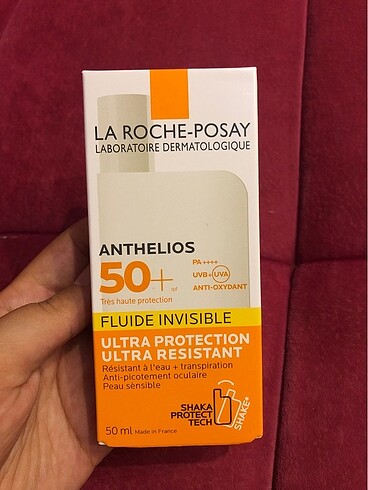 LA ROCHE-POSAY
LABORATOIRE DERMATOLOGIQUE
ANTHELIOS
50+
spf
PA ++++
UVB+UVA
ANTI-OXYDANT
Très haute protection
FLUIDE INVISIBLE
ULTRA PROTECTION
ULTRA RESISTANT
Résistant à l'eau + transpiration
Anti-picotement oculaire
Peau sensible
SHAKA
PROTECT
TECH
SHAKE+
50 ml Made in France